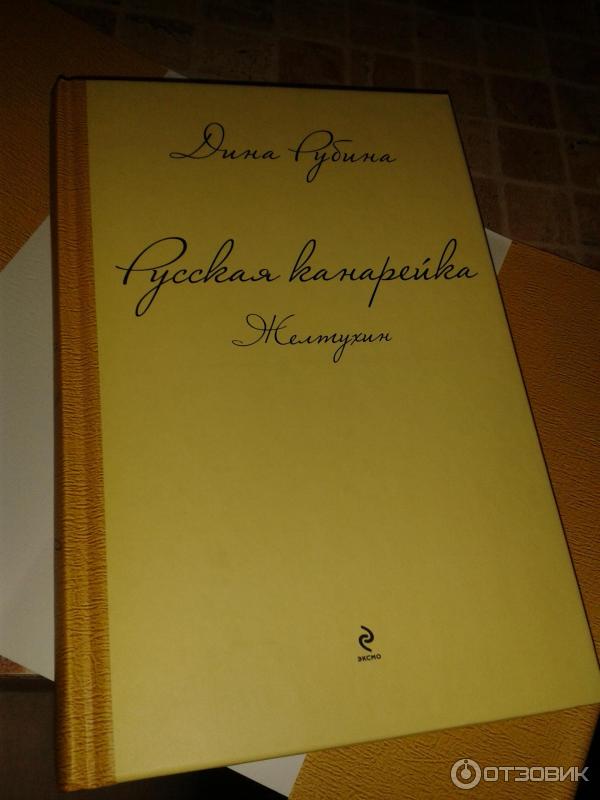 Дина Рубина
Русская канарейка
Желтухин
ЭКСМО
ОТЗОВИК